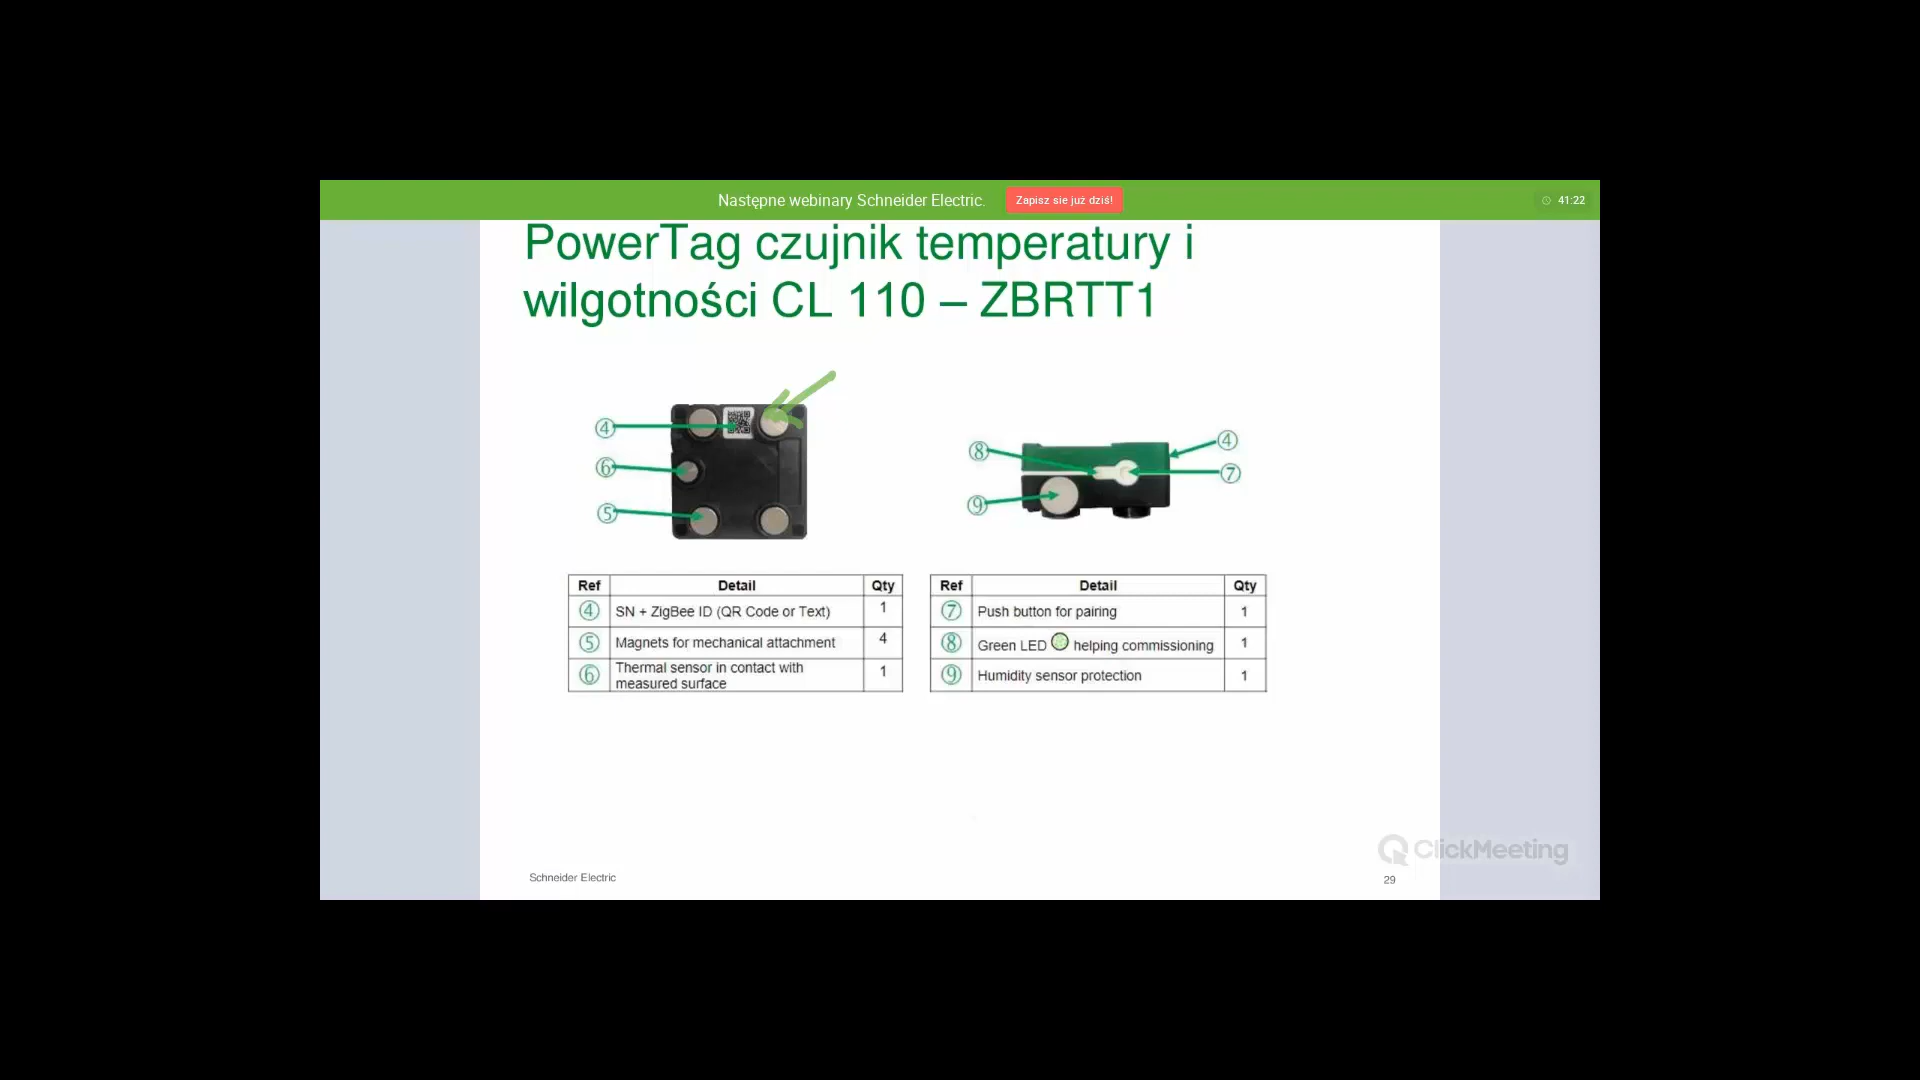 Następne webinary Schneider Electric.
Zapisz sie już dziś!
41:22
PowerTag czujnik temperatury i
wilgotności CL 110 – ZBRTT1
④
⑥
⑤
⑧
⑨
④
⑦
Ref Detail Qty
④ SN + ZigBee ID (QR Code or Text) 1
⑤ Magnets for mechanical attachment 4
⑥ Thermal sensor in contact with
measured surface 1
Ref Detail Qty
⑦ Push button for pairing 1
⑧ Green LED helping commissioning 1
⑨ Humidity sensor protection 1
ClickMeeting
Schneider Electric
29